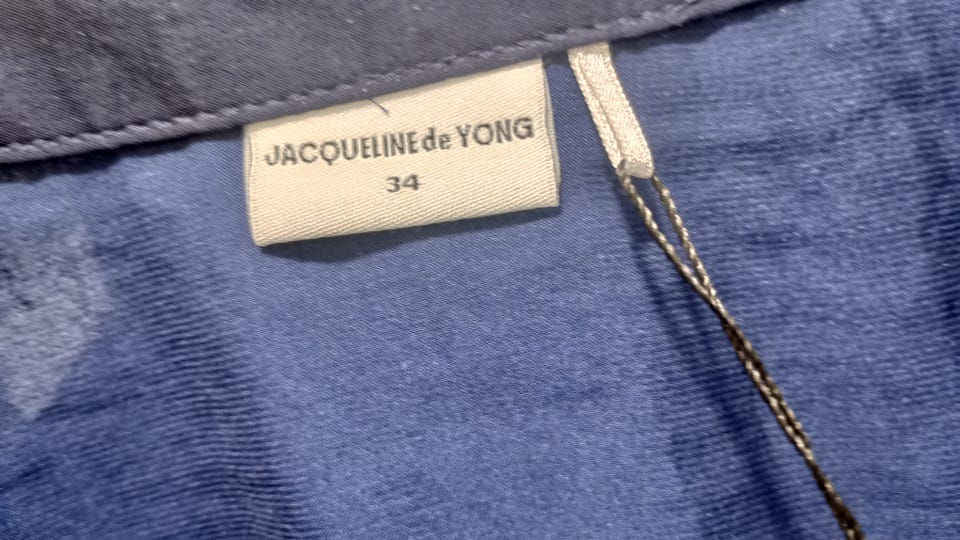 JACQUELINE de YONG
34